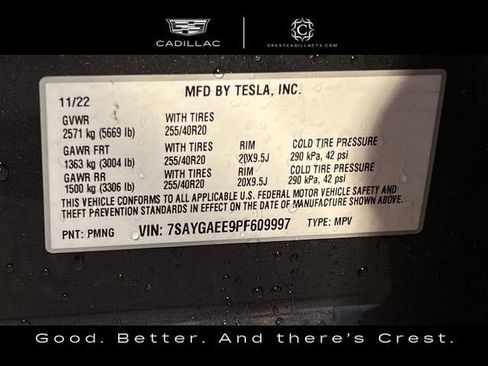 CADILLAC
CRESTCADILLACTX.COM
MFD BY TESLA, INC.
11/22
GVWR WITH TIRES
2571 kg (5669 lb) 255/40R20
GAWR FRT WITH TIRES RIM COLD TIRE PRESSURE
1363 kg (3004 lb) 255/40R20 20X9.5J 290 kPa, 42 psi
GAWR RR WITH TIRES RIM COLD TIRE PRESSURE
1500 kg (3306 lb) 255/40R20 20X9.5J 290 kPa, 42 psi
THIS VEHICLE CONFORMS TO ALL APPLICABLE U.S. FEDERAL MOTOR VEHICLE SAFETY AND
THEFT PREVENTION STANDARDS IN EFFECT ON THE DATE OF MANUFACTURE SHOWN ABOVE.
PNT: PMNG VIN: 7SAYGAEE9PF609997 TYPE: MPV
Good. Better. And there's Crest.